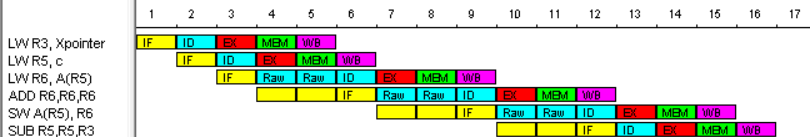 1 2 3 4 5 6 7 8 9 10 11 12 13 14 15 16 17
LW R3, Xpointer IF ID EX MEM WB
LW R5, c IF ID EX MEM WB
LW R6, A(R5) IF Raw Raw ID EX MEM WB
ADD R6,R6,R6 IF Raw Raw ID EX MEM WB
SW A(R5), R6 IF Raw Raw ID EX MEM WB
SUB R5,R5,R3 IF ID EX MEM WB